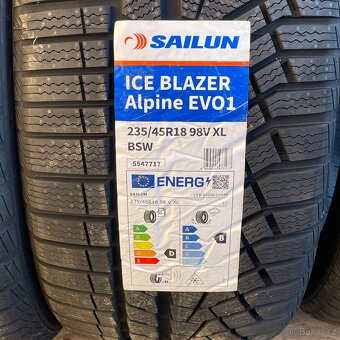 SAILUN
ICE BLAZER
Alpine EVO1
235/45R18 98V XL
BSW
5547717
ENERG
SAILUN
235/45R18 98 V XL
A
B
C
D
E
D
A
B
C
D
E
B